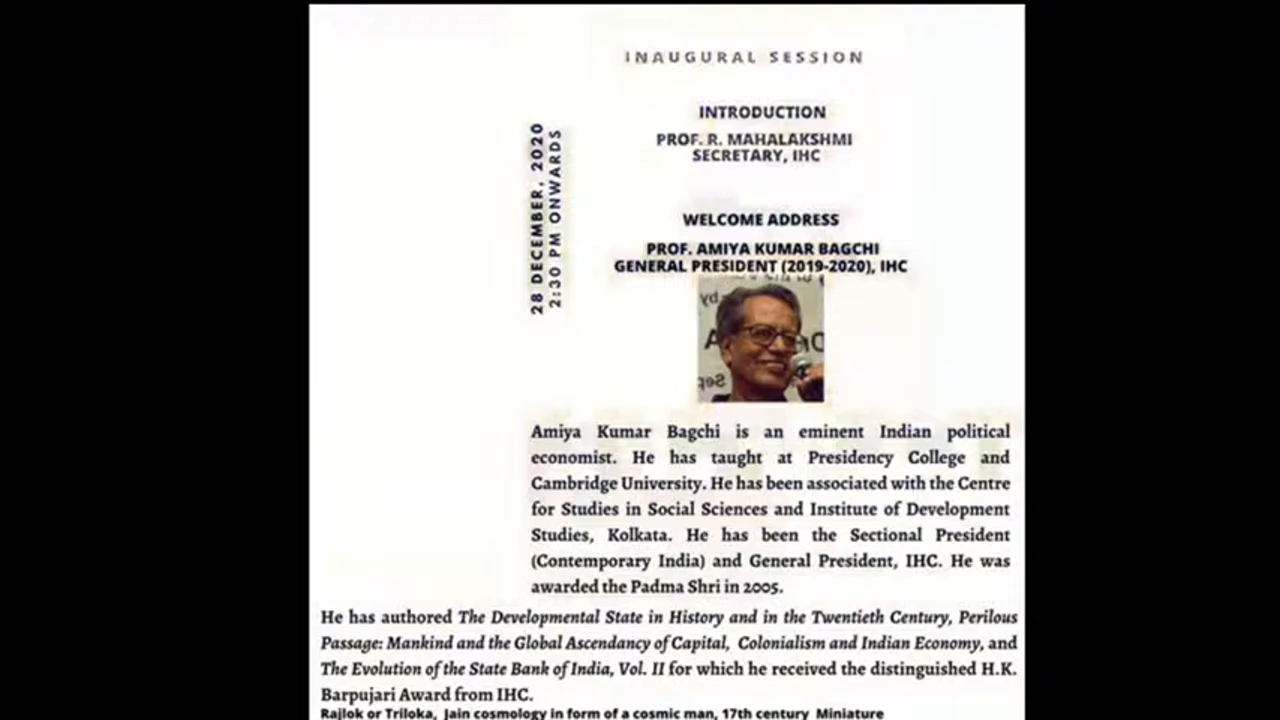 INAUGURAL SESSION
28 DECEMBER, 2020
2:30 PM ONWARDS
INTRODUCTION
PROF. R. MAHALAKSHMI
SECRETARY, IHC
WELCOME ADDRESS
PROF. AMIYA KUMAR BAGCHI
GENERAL PRESIDENT (2019-2020), IHC
Amiya Kumar Bagchi is an eminent Indian political
economist. He has taught at Presidency College and
Cambridge University. He has been associated with the Centre
for Studies in Social Sciences and Institute of Development
Studies, Kolkata. He has been the Sectional President
(Contemporary India) and General President, IHC. He was
awarded the Padma Shri in 2005.
He has authored The Developmental State in History and in the Twentieth Century, Perilous
Passage: Mankind and the Global Ascendancy of Capital, Colonialism and Indian Economy, and
The Evolution of the State Bank of India, Vol. II for which he received the distinguished H.K.
Barpujari Award from IHC.
Rajlok or Triloka, Jain cosmology in form of a cosmic man, 17th century Miniature